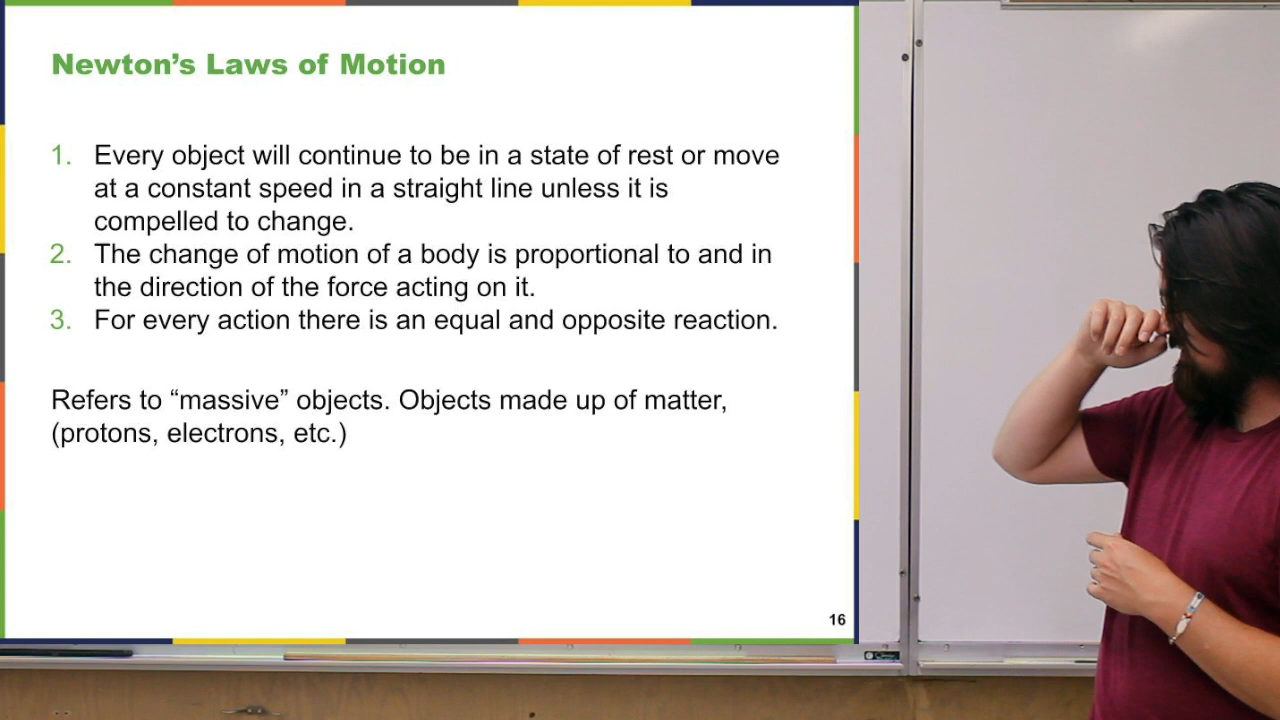 Newton’s Laws of Motion
1. Every object will continue to be in a state of rest or move
at a constant speed in a straight line unless it is
compelled to change.
2. The change of motion of a body is proportional to and in
the direction of the force acting on it.
3. For every action there is an equal and opposite reaction.
Refers to “massive” objects. Objects made up of matter,
(protons, electrons, etc.)
16